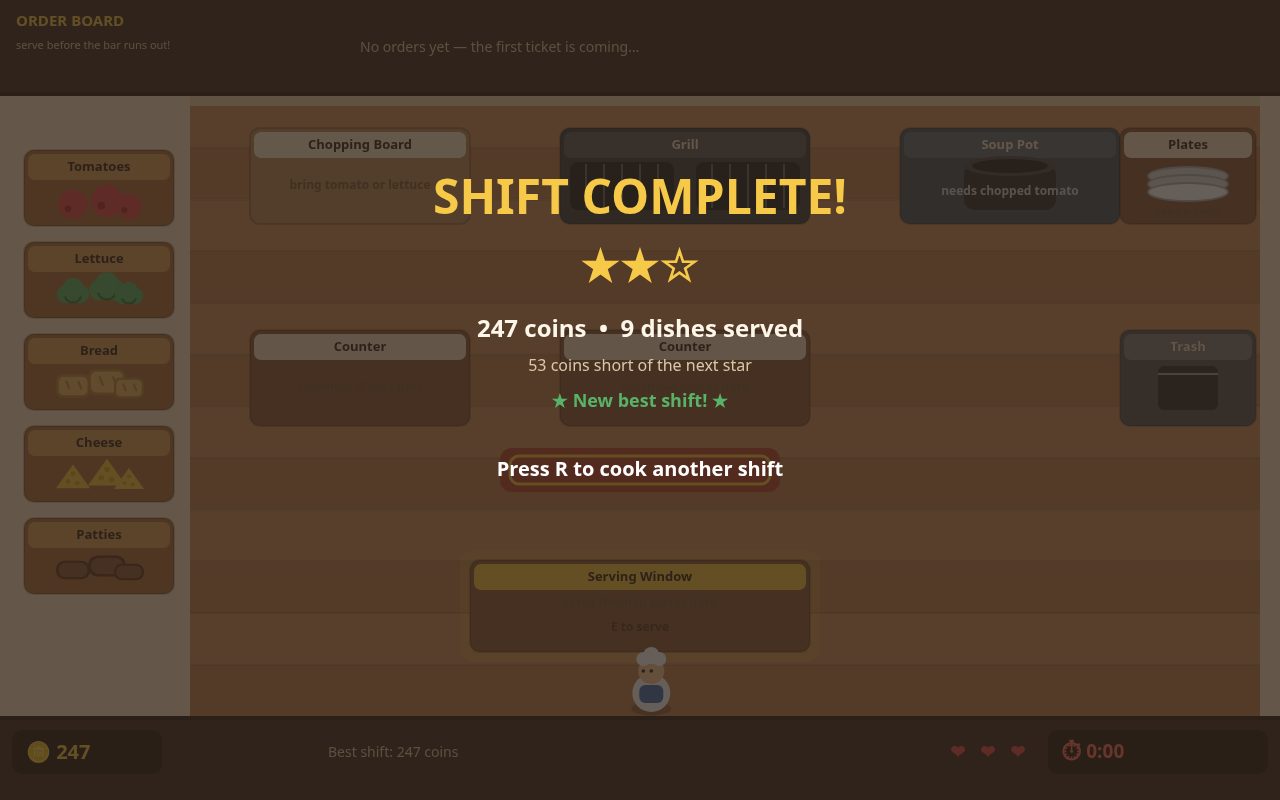 ORDER BOARD
serve before the bar runs out!
No orders yet — the first ticket is coming...
Tomatoes
Lettuce
Bread
Cheese
Patties
Chopping Board
bring tomato or lettuce
Grill
Soup Pot
needs chopped tomato
Plates
SHIFT COMPLETE!
★★☆
247 coins • 9 dishes served
Counter
Counter
Trash
53 coins short of the next star
★ New best shift! ★
Press R to cook another shift
Serving Window
E to serve
247
Best shift: 247 coins
0:00